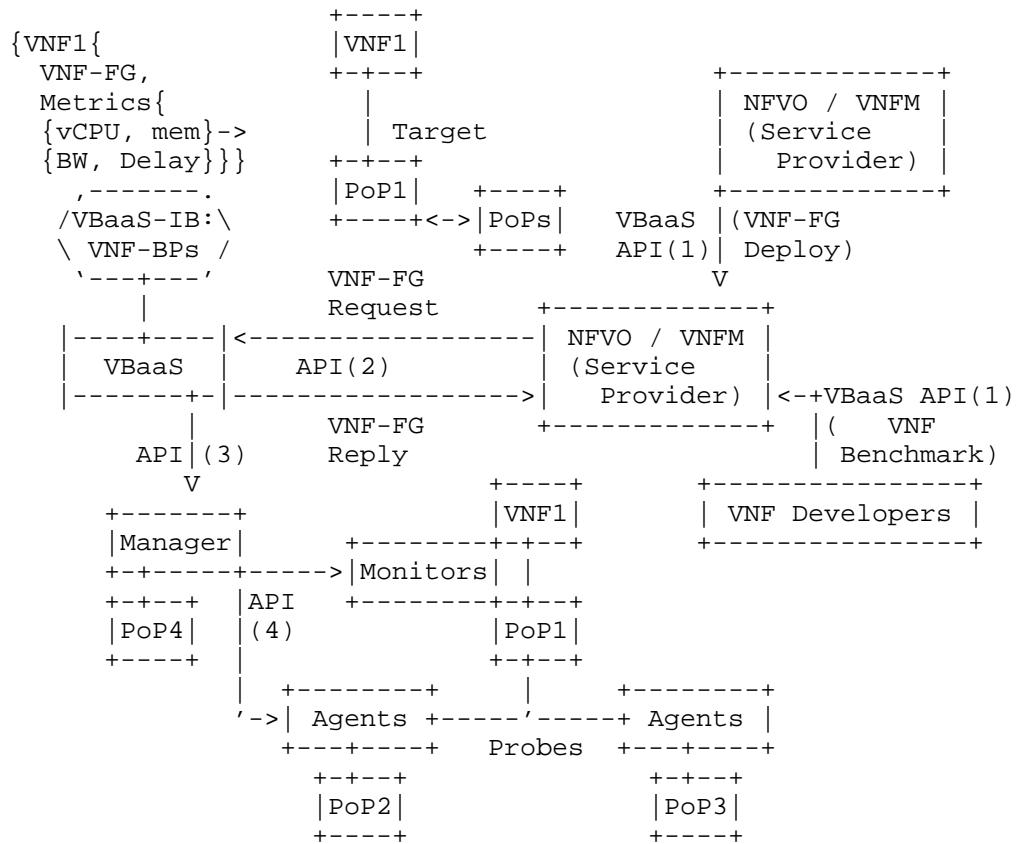 +----+
{VNF1{               |VNF1|
  VNF-FG,            +-+--+                  +-------------+
  Metrics{             |                     | NFVO / VNFM |
  {vCPU, mem}->        | Target              | (Service    |
  {BW, Delay}}}      +-+--+                  |   Provider) |
    ,-------.        |PoP1|   +----+         +-------------+
   /VBaaS-IB:\       +----+<->|PoPs|   VBaaS |(VNF-FG
   \ VNF-BPs /                +----+   API(1)| Deploy)
    '---+---'        VNF-FG                  V
        |            Request      +-------------+
   |----+----|<-------------------| NFVO / VNFM |
   |  VBaaS  |    API(2)          | (Service    |
   |-------+-|------------------->|   Provider) |<-+VBaaS API(1)
           |         VNF-FG       +-------------+  |(   VNF
        API|(3)      Reply                         | Benchmark)
           V                   +----+       +----------------+
      +-------+                |VNF1|       | VNF Developers |
      |Manager|      +--------+-+--+        +----------------+
      +-+-----+----->|Monitors| |
      +-+--+  |API   +--------+-+--+
      |PoP4|  |(4)             |PoP1|
      +----+  |                +-+--+
              |  +--------+      |     +--------+
              '->| Agents +-----'-----+ Agents |
                 +---+----+   Probes  +---+----+
                   +-+--+               +-+--+
                   |PoP2|               |PoP3|
                   +----+               +----+